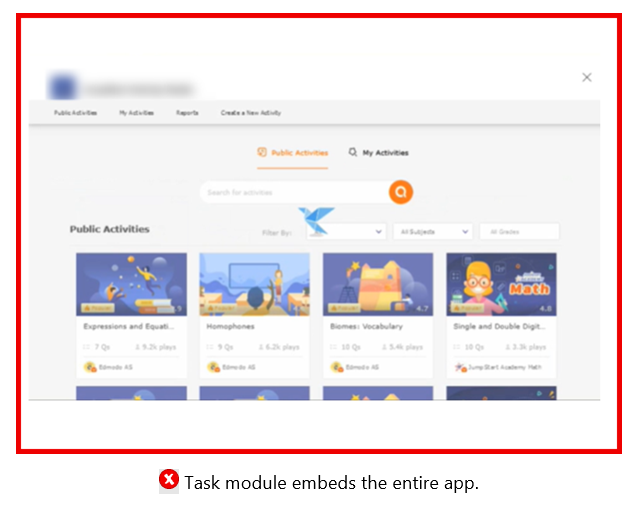 Public Activities My Activities Reports Create a New Activity
Public Activities My Activities
Search for activities
Public Activities Filter By: All Subjects All Grades
4.7 4.8
Math
Expressions and Equati... Homophones Biomes: Vocabulary Single and Double Digit...
7 Qs 9.2k plays 9 Qs 6.2k plays 10 Qs 5.4k plays 10 Qs 3.3k plays
Edmodo AS Edmodo AS Edmodo AS JumpStart Academy Math
Task module embeds the entire app.